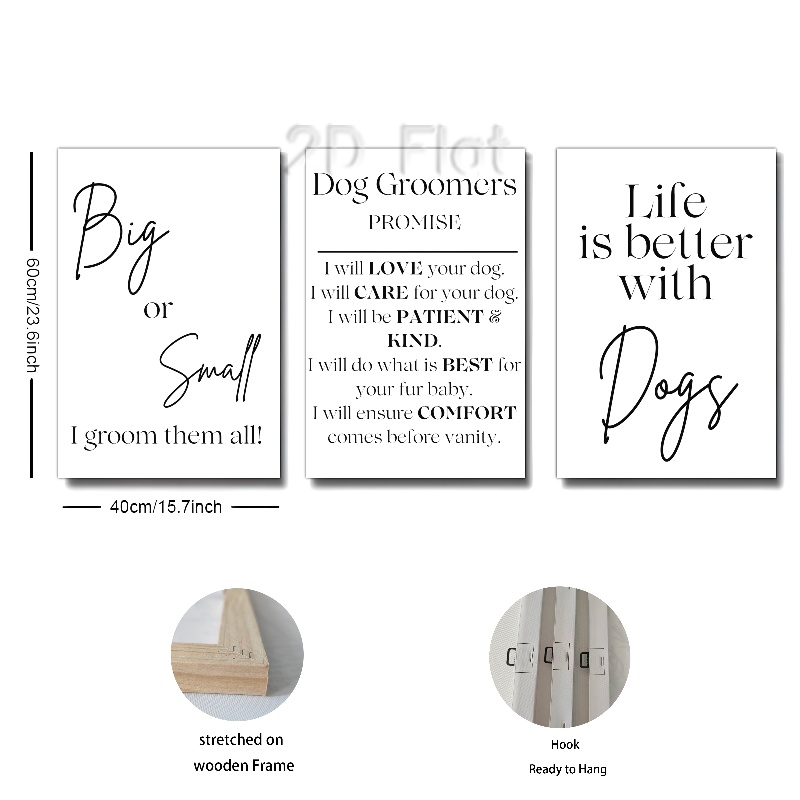 2D Flat
60cm/23.6inch
Big
or
Small
I groom them all!
40cm/15.7inch
Dog Groomers
PROMISE
I will LOVE your dog.
I will CARE for your dog.
I will be PATIENT &
KIND.
I will do what is BEST for
your fur baby.
I will ensure COMFORT
comes before vanity.
Life
is better
with
Dogs
stretched on
wooden Frame
Hook
Ready to Hang